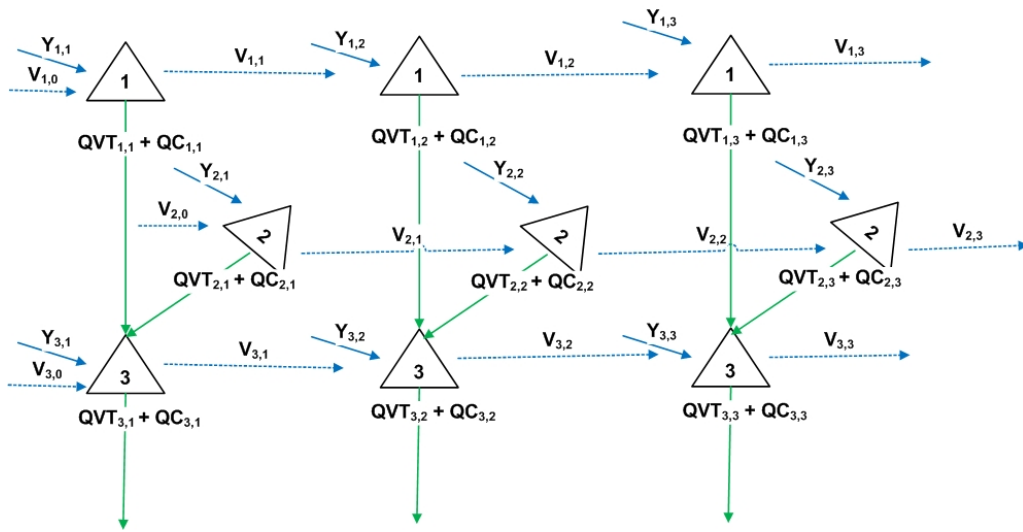 Y1,1
V1,0
1
V1,1
Y1,2
1
V1,2
Y1,3
1
V1,3
QVT1,1 + QC1,1
QVT1,2 + QC1,2
QVT1,3 + QC1,3
Y2,1
V2,0
2
V2,1
Y2,2
2
V2,2
Y2,3
2
V2,3
QVT2,1 + QC2,1
QVT2,2 + QC2,2
QVT2,3 + QC2,3
Y3,1
V3,0
3
V3,1
Y3,2
3
V3,2
Y3,3
3
V3,3
QVT3,1 + QC3,1
QVT3,2 + QC3,2
QVT3,3 + QC3,3